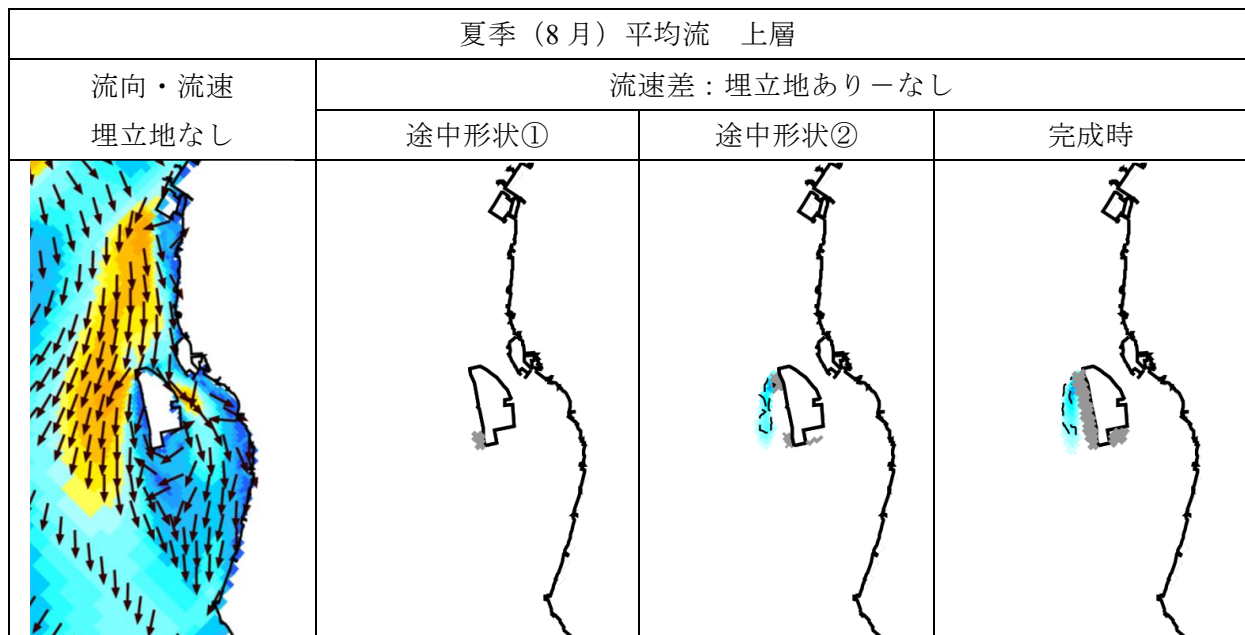 夏季（8月）平均流　上層
流向・流速
埋立地なし
流速差：埋立地あり－なし
途中形状①
途中形状②
完成時